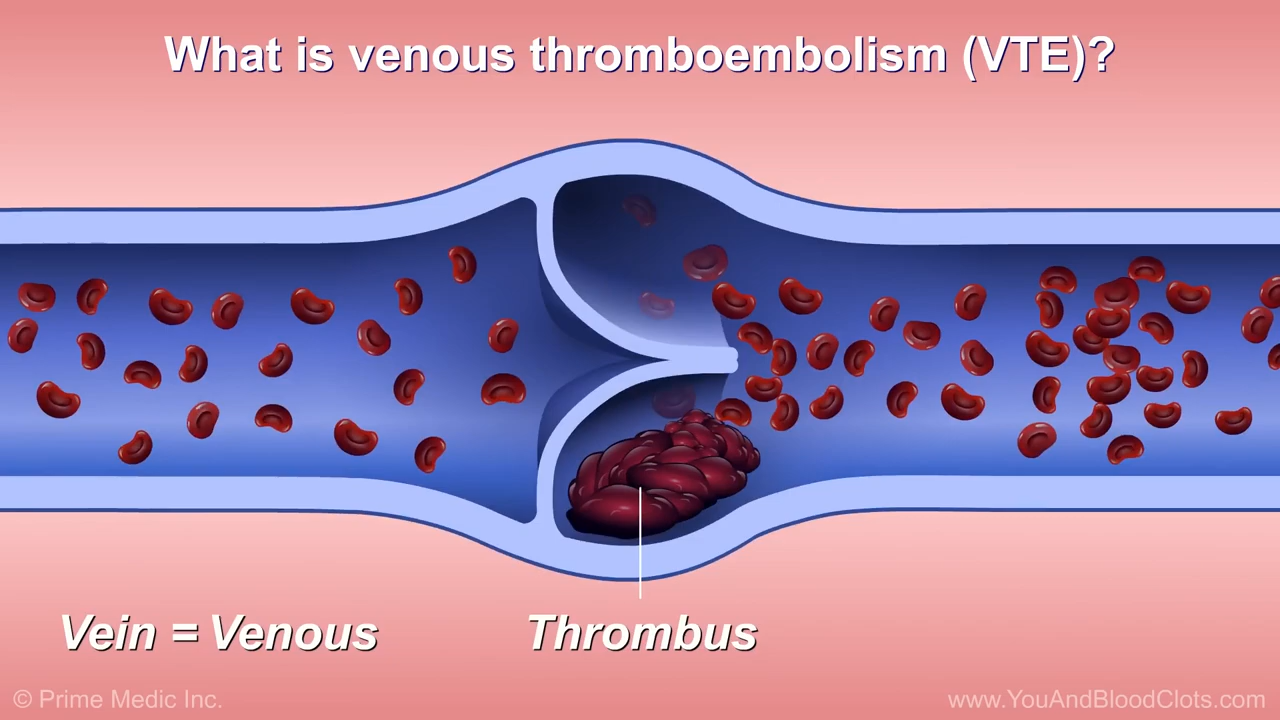 What is venous thromboembolism (VTE)?
Vein = Venous
Thrombus
© Prime Medic Inc.
www.YouAndBloodClots.com